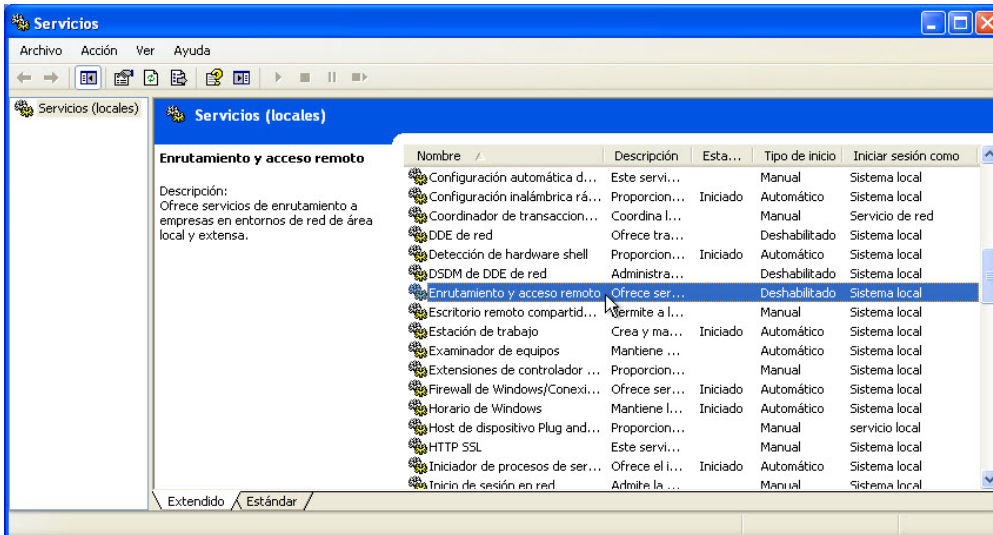 Servicios
Archivo Acción Ver Ayuda
Servicios (locales)
Servicios (locales)
Enrutamiento y acceso remoto
Descripción:
Ofrece servicios de enrutamiento a
empresas en entornos de red de área
local y extensa.
Nombre Descripción Esta... Tipo de inicio Iniciar sesión como
Configuración automática d... Este servi... Manual Sistema local
Configuración inalámbrica rá... Proporcion... Iniciado Automático Sistema local
Coordinador de transaccion... Coordina l... Manual Servicio de red
DDE de red Ofrece tra... Deshabilitado Sistema local
Detección de hardware shell Proporcion... Iniciado Automático Sistema local
DSDM de DDE de red Administra... Deshabilitado Sistema local
Enrutamiento y acceso remoto Ofrece ser... Deshabilitado Sistema local
Escritorio remoto compartid... Permite a l... Manual Sistema local
Estación de trabajo Crea y ma... Iniciado Automático Sistema local
Examinador de equipos Mantiene ... Automático Sistema local
Extensiones de controlador ... Proporcion... Manual Sistema local
Firewall de Windows/Conexi... Ofrece ser... Iniciado Automático Sistema local
Horario de Windows Mantiene l... Iniciado Automático Sistema local
Host de dispositivo Plug and... Proporcion... Manual servicio local
HTTP SSL Este servi... Manual Sistema local
Iniciador de procesos de ser... Ofrece el i... Iniciado Automático Sistema local
Inicio de sesión en red Admite la ... Manual Sistema local
Extendido Estándar